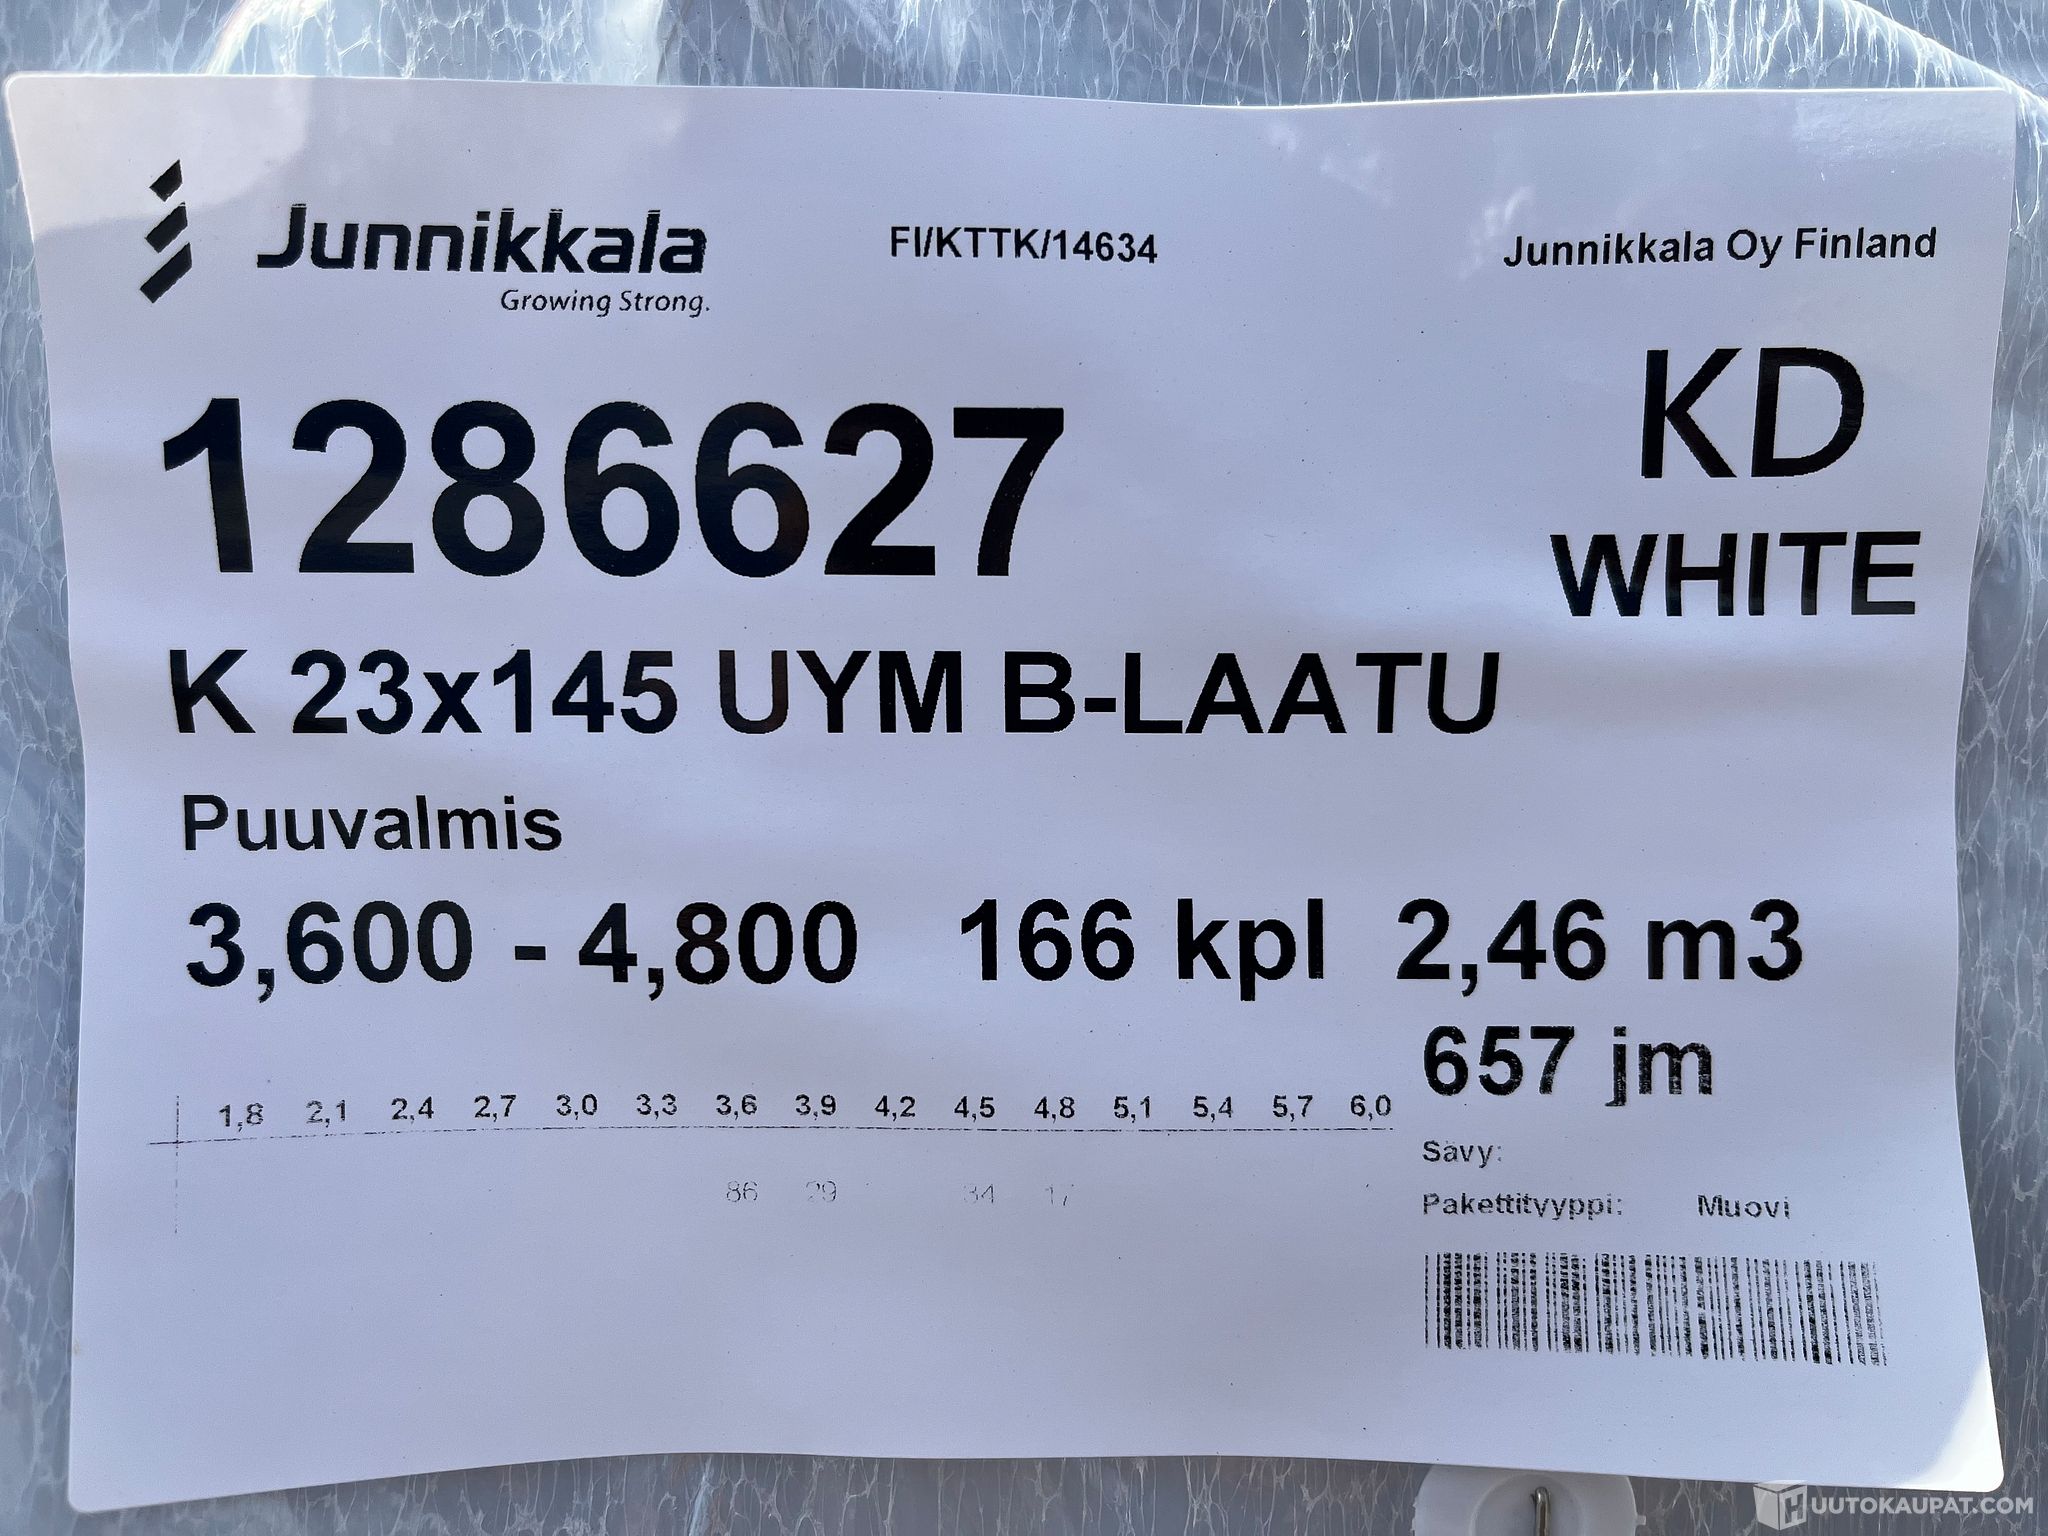 Junnikkala
Growing Strong.
FI/KTTK/14634
Junnikkala Oy Finland
1286627
KD
WHITE
K 23x145 UYM B-LAATU
Puuvalmis
3,600 - 4,800 166 kpl 2,46 m3
657 jm
1,8 2,1 2,4 2,7 3,0 3,3 3,6 3,9 4,2 4,5 4,8 5,1 5,4 5,7 6,0
86 29 34 17
Sävy:
Pakettityyppi: Muovi
HUUTOKAUPAT.COM